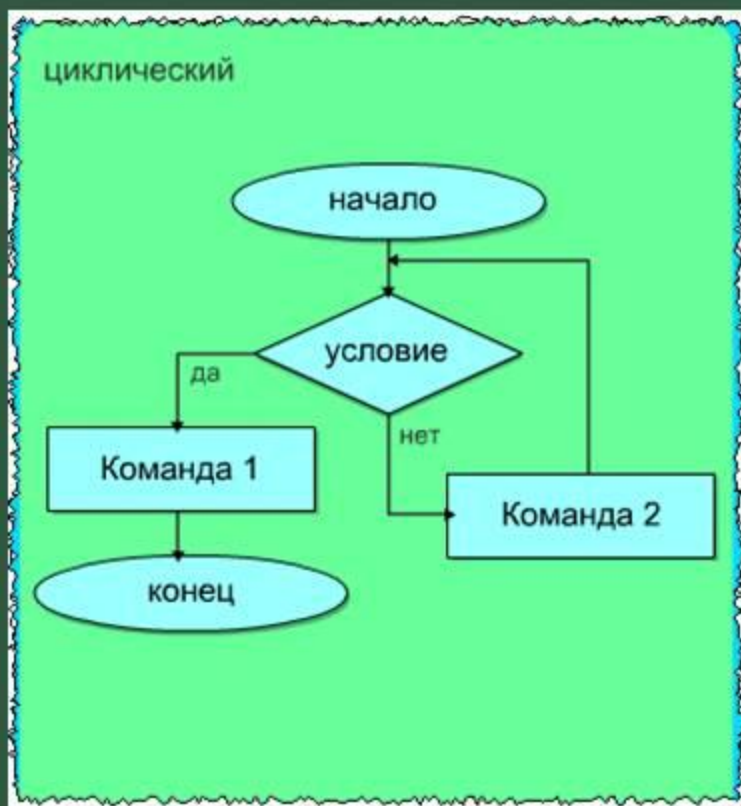 циклический
начало
условие
да
нет
Команда 1
Команда 2
конец